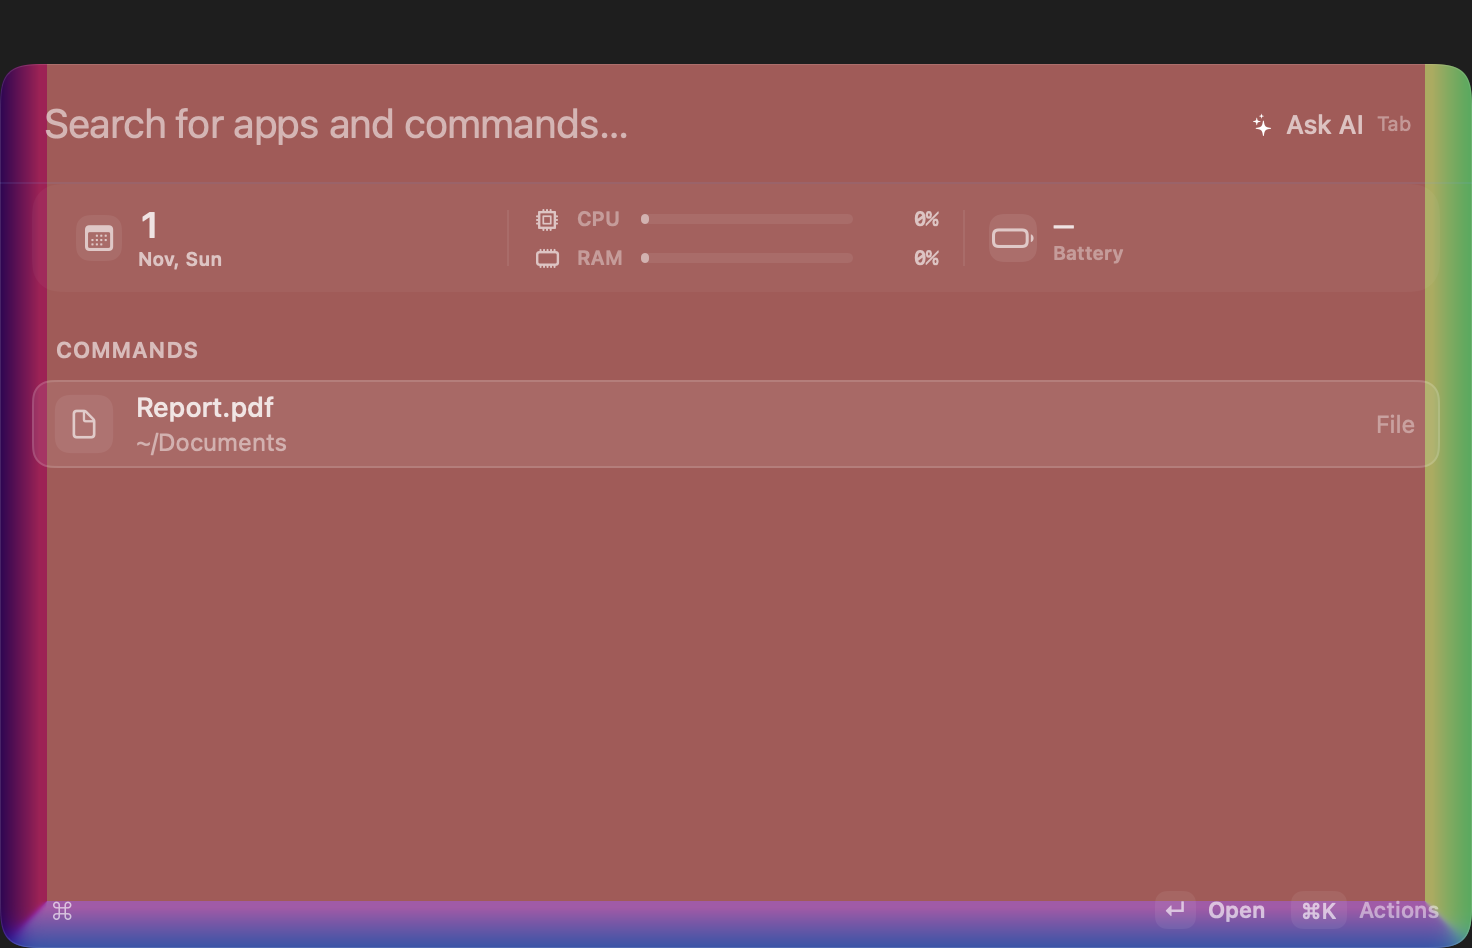 Search for apps and commands...
Ask AI Tab
1
Nov, Sun
CPU 0%
RAM 0%
—
Battery
COMMANDS
Report.pdf
~/Documents
File
⌘ ↵ Open ⌘K Actions